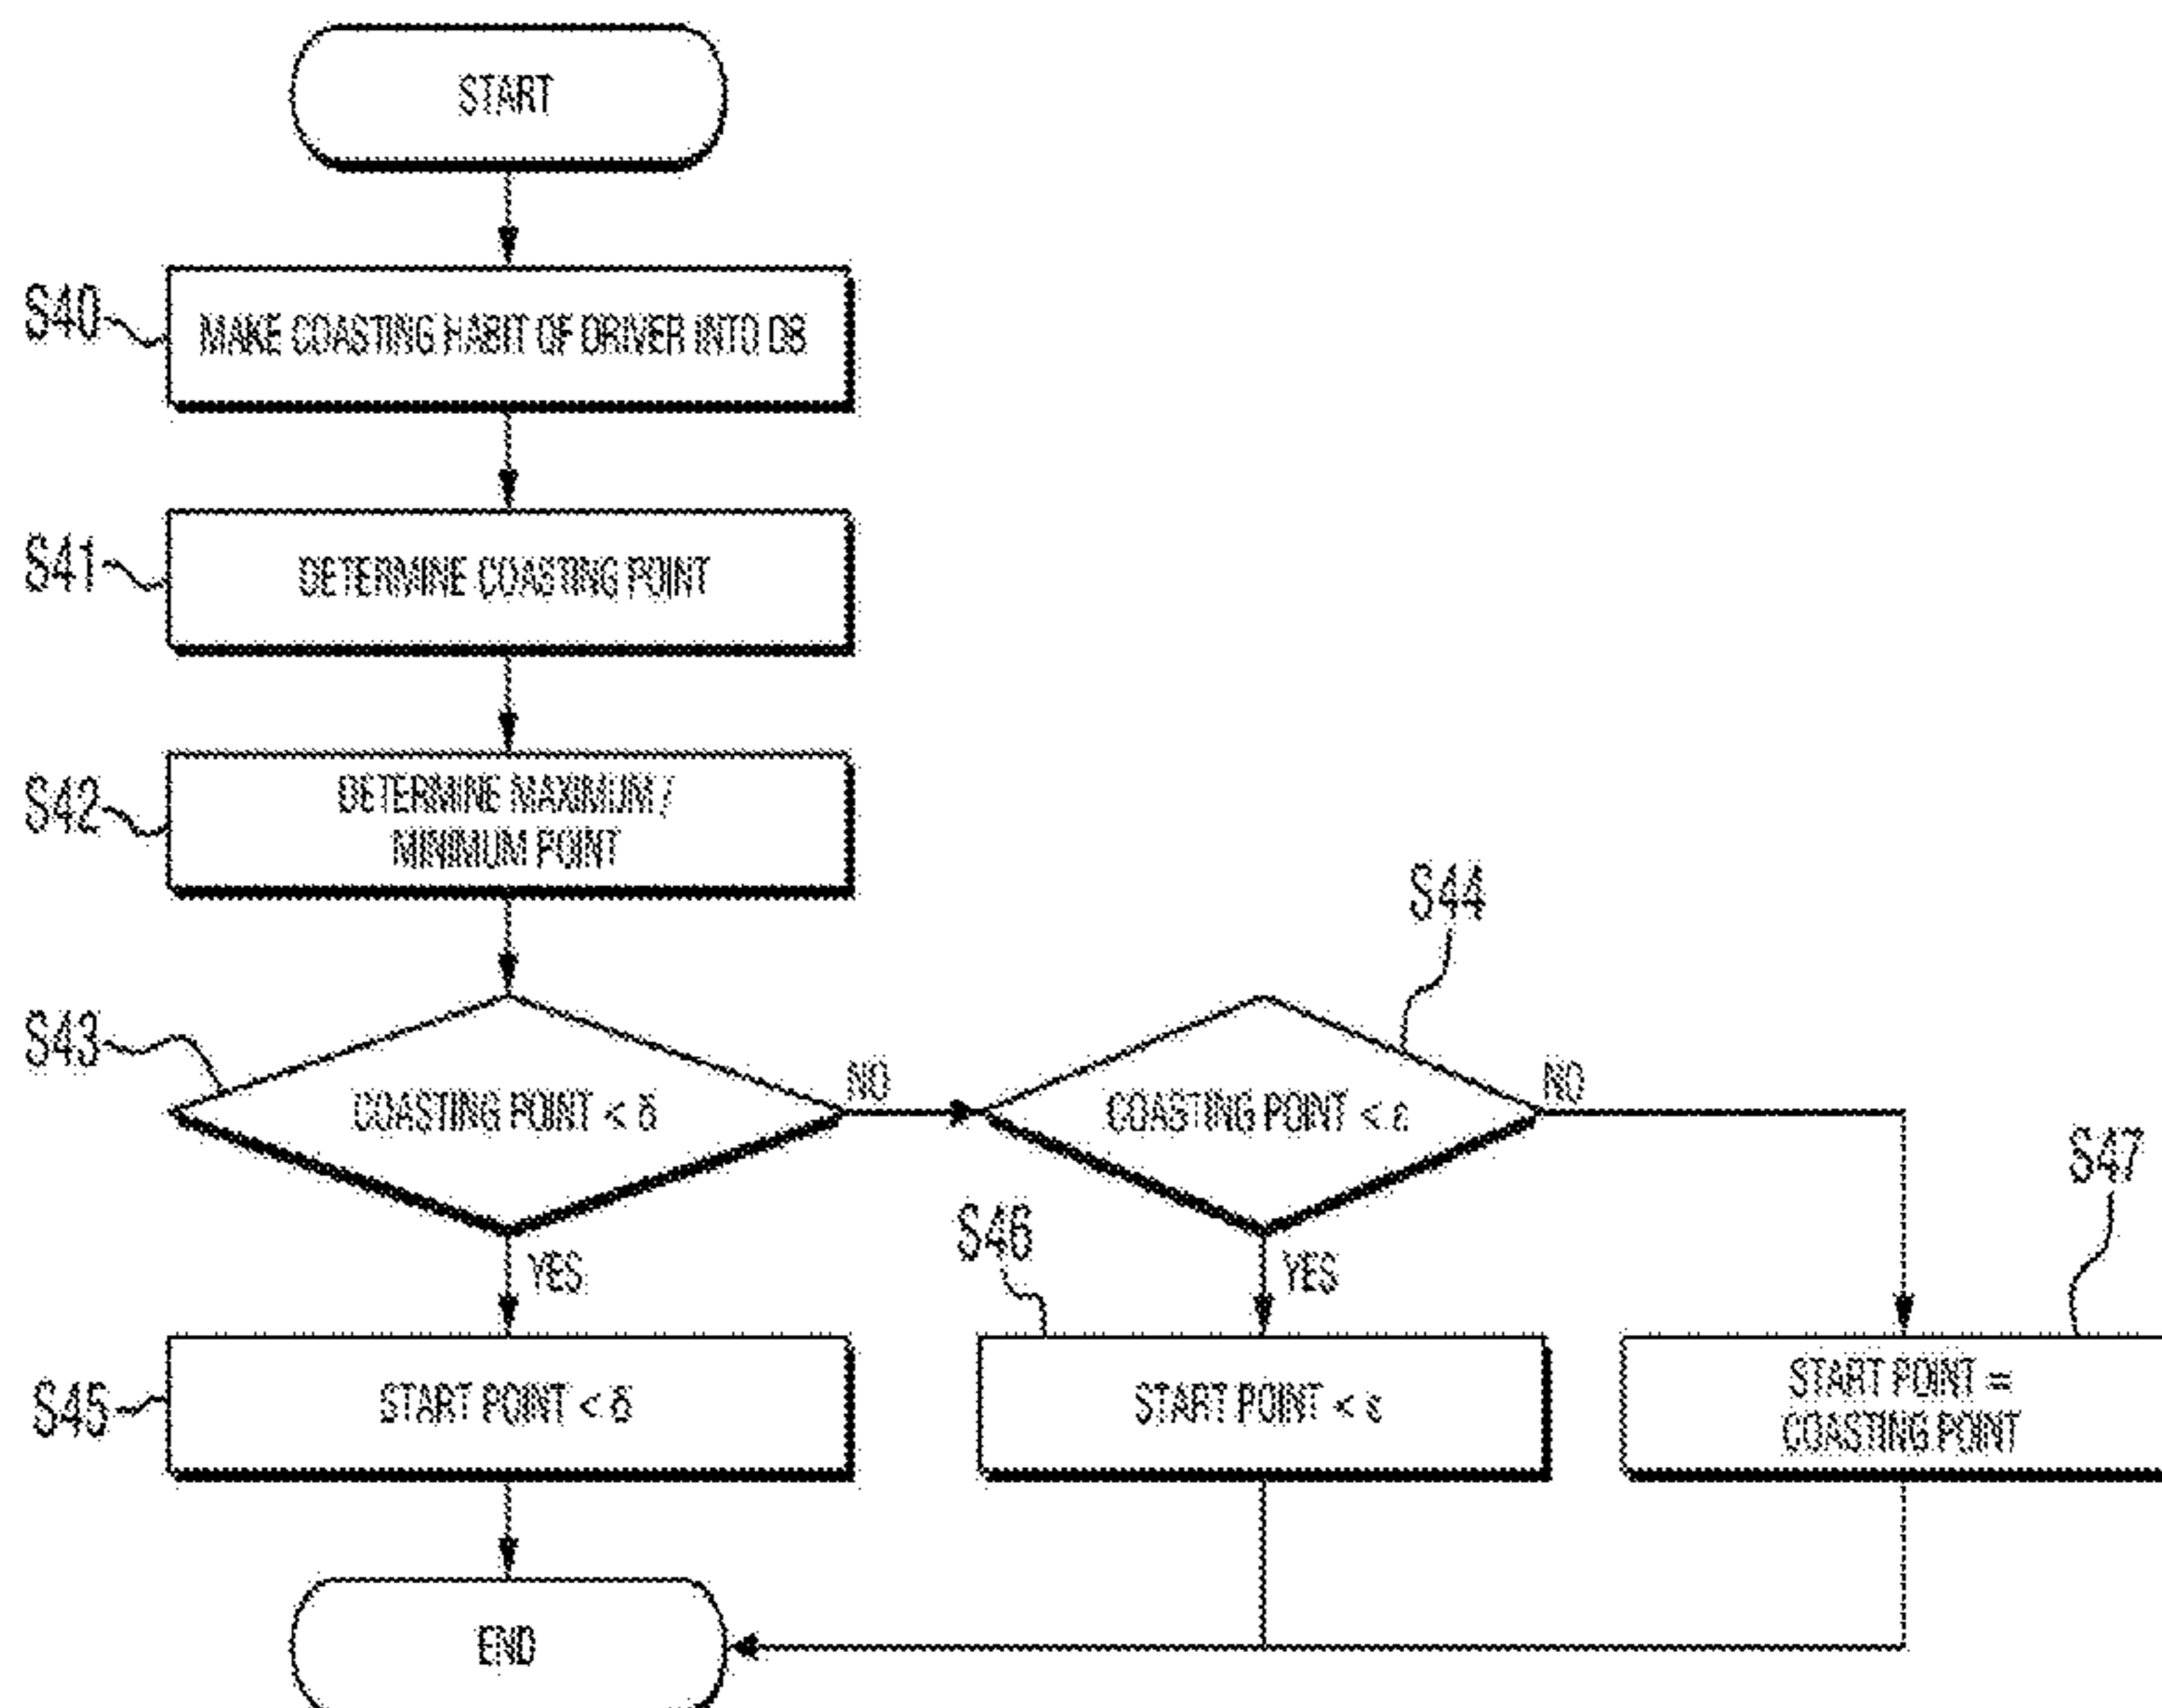 START
S40
MAKE COASTING HABIT OF DRIVER INTO DB
S41
DETERMINE COASTING POINT
S42
DETERMINE MAXIMUM /
MINIMUM POINT
S43
COASTING POINT < δ
NO
S44
COASTING POINT < ε
NO
YES
YES
S45
START POINT < δ
S46
START POINT < ε
S47
START POINT =
COASTING POINT
END